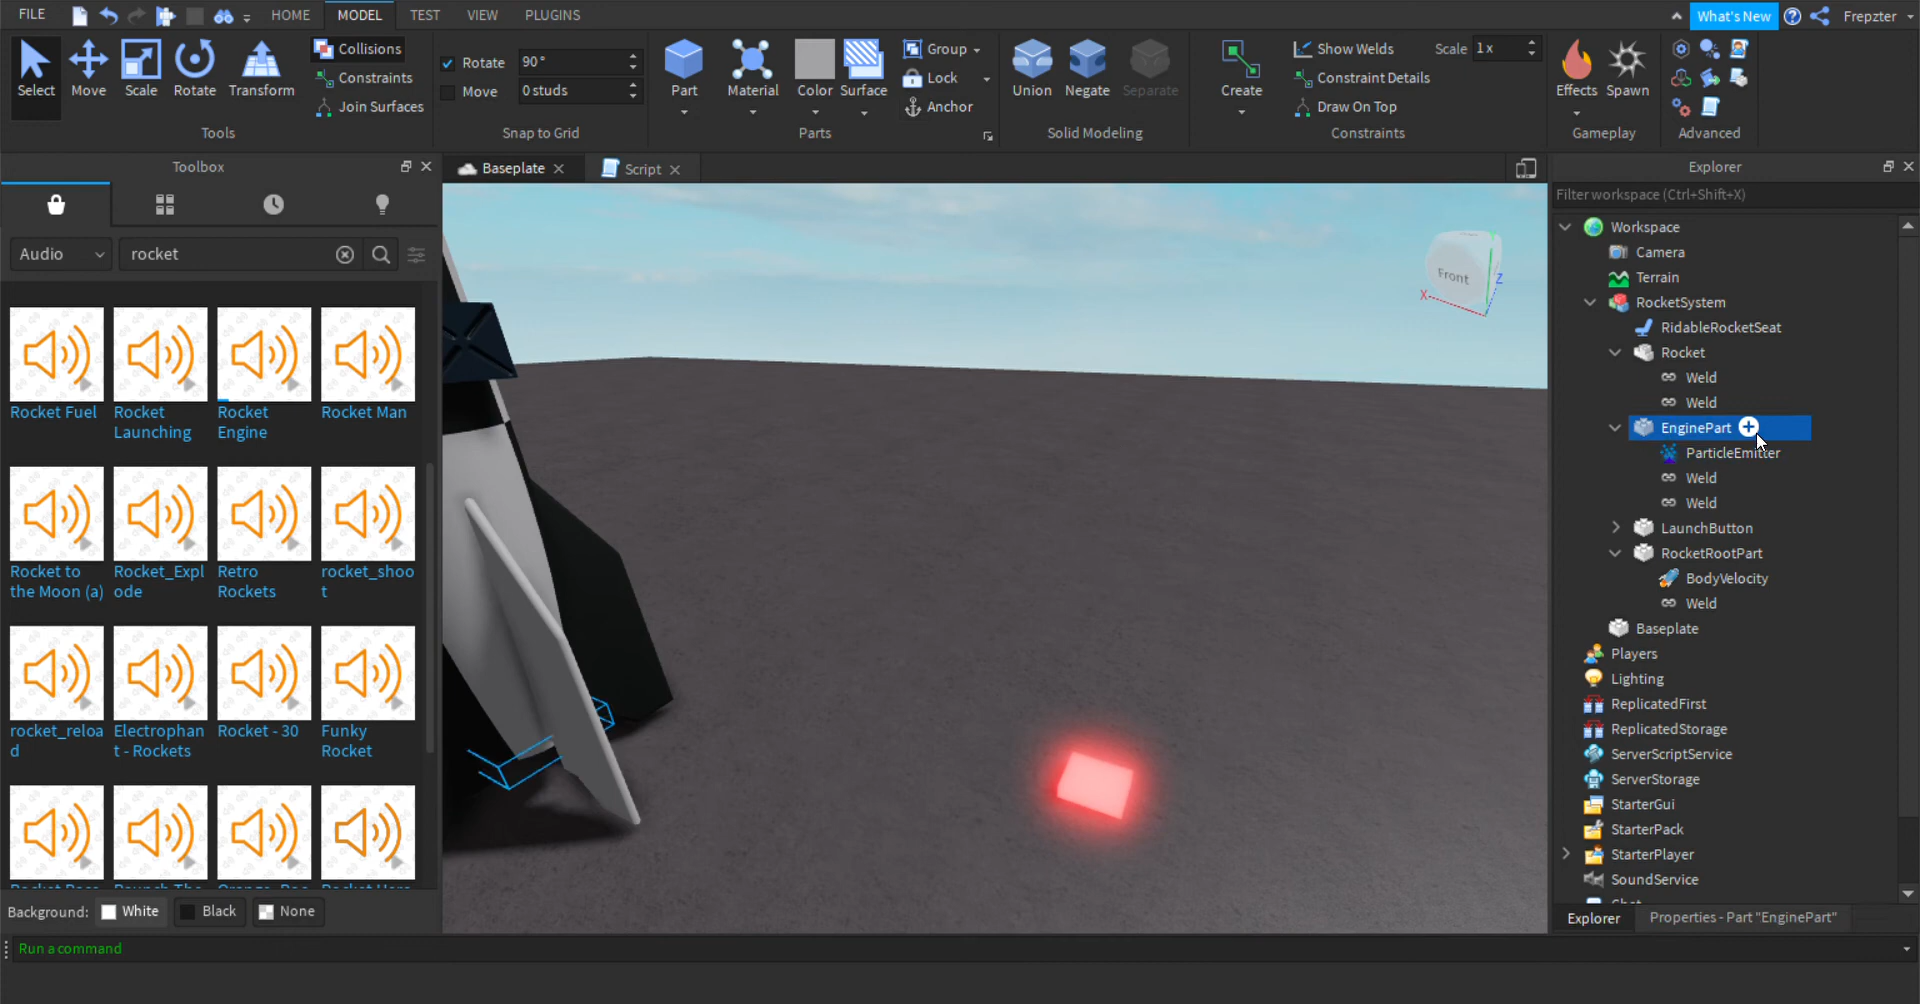 FILE
HOME
MODEL
TEST
VIEW
PLUGINS
What's New
Frepzter
Select
Move
Scale
Rotate
Transform
Collisions
Constraints
Join Surfaces
Tools
Rotate
90°
Move
0 studs
Snap to Grid
Part
Material
Color
Surface
Group
Lock
Anchor
Parts
Union
Negate
Separate
Solid Modeling
Create
Show Welds
Scale
1 x
Constraint Details
Draw On Top
Constraints
Effects
Spawn
Gameplay
Advanced
Toolbox
Baseplate
Script
Explorer
Audio
rocket
Rocket Fuel
Rocket
Launching
Rocket
Engine
Rocket Man
Rocket to
the Moon (a)
Rocket_Expl
ode
Retro
Rockets
rocket_shoo
t
rocket_reloa
d
Electrophan
t - Rockets
Rocket - 30
Funky
Rocket
Background:
White
Black
None
Front
X
Z
Filter workspace (Ctrl+Shift+X)
Workspace
Camera
Terrain
RocketSystem
RidableRocketSeat
Rocket
Weld
Weld
EnginePart
ParticleEmitter
Weld
Weld
LaunchButton
RocketRootPart
BodyVelocity
Weld
Baseplate
Players
Lighting
ReplicatedFirst
ReplicatedStorage
ServerScriptService
ServerStorage
StarterGui
StarterPack
StarterPlayer
SoundService
Explorer
Properties - Part "EnginePart"
Run a command